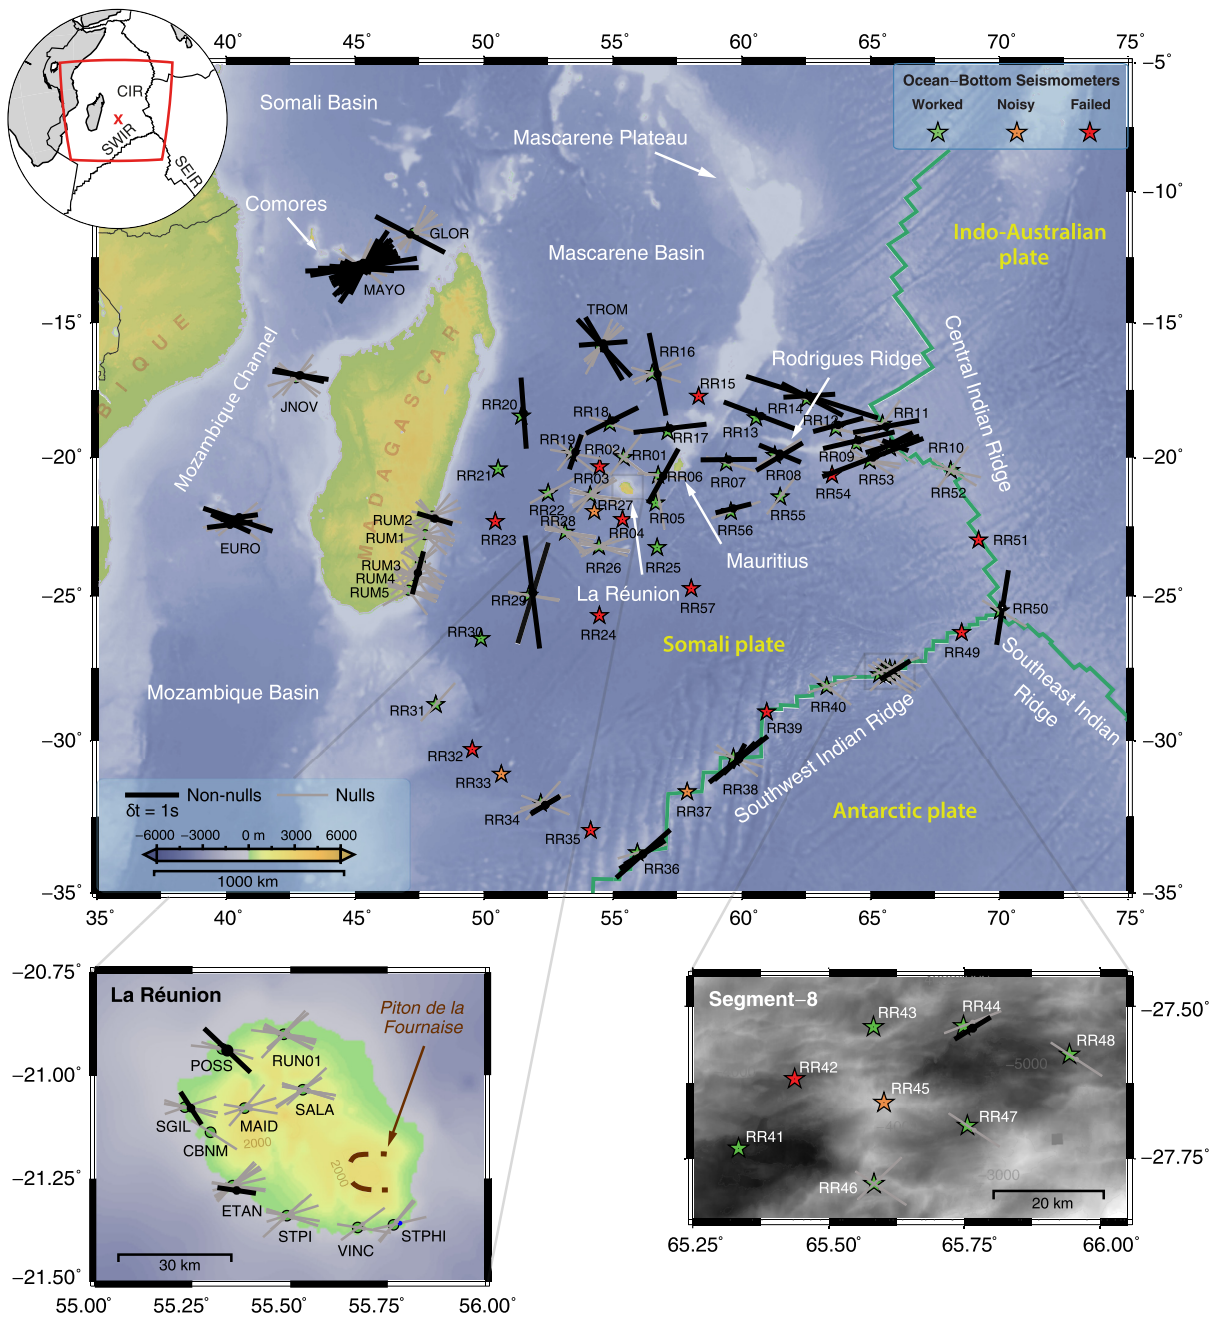 40° 45° 50° 55° 60° 65° 70° 75°
−5°
CIR
x
SWIR
SEIR
Somali Basin
Ocean−Bottom Seismometers
Worked Noisy Failed
Mascarene Plateau
−10° −10°
Comores
GLOR
Indo-Australian
plate
Mascarene Basin
MAYO
TROM
−15° −15°
RR16
Rodrigues Ridge
Central Indian Ridge
Mozambique Channel
JNOV
BIQUE
MADAGASCAR
RR15
RR20
RR18
RR14
RR13
RR12
RR11
RR17
RR19
RR02
RR01
RR10
RR09
−20° −20°
RR21
RR03
RR06
RR07
RR08
RR54
RR53
RR52
RR22
RR27
RR05
RR55
RR56
RUM2
RUM1
RR23
RR28
RR04
EURO
RR26
RR25
Mauritius
RR51
RUM3
RUM4
RUM5
RR29
La Réunion
RR57
−25° −25°
RR50
RR30
RR24
Somali plate
RR49
Southeast Indian
Ridge
Mozambique Basin
RR31
RR40
Southwest Indian Ridge
RR39
−30° −30°
RR32
RR33
RR38
RR37
Antarctic plate
RR34
RR35
RR36
Non-nulls Nulls
δt = 1s
−6000 −3000 0 m 3000 6000
1000 km
−35° −35°
35° 40° 45° 50° 55° 60° 65° 70° 75°
−20.75°
La Réunion
Piton de la
Fournaise
POSS
RUN01
−21.00°
SALA
SGIL
MAID
CBNM
2000
2000
−21.25°
ETAN
STPI
VINC
STPHI
30 km
−21.50°
55.00° 55.25° 55.50° 55.75° 56.00°
Segment−8
RR43
RR44
−27.50°
RR48
−5000
RR42
RR45
RR47
RR41
−27.75°
RR46
−3000
20 km
65.25° 65.50° 65.75° 66.00°